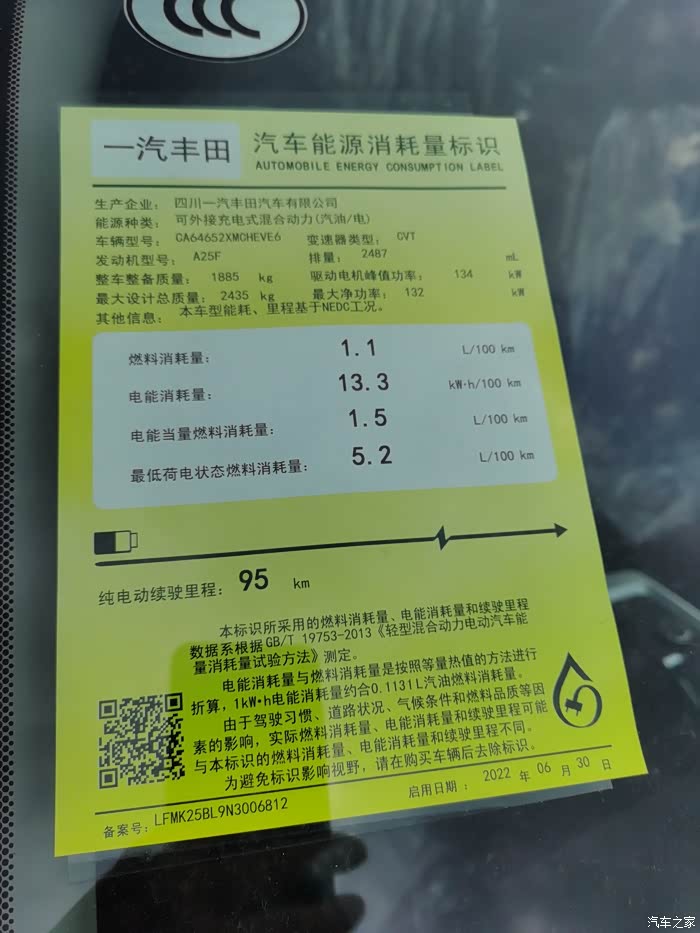 一汽丰田 汽车能源消耗量标识
AUTOMOBILE ENERGY CONSUMPTION LABEL
生产企业： 四川一汽丰田汽车有限公司
能源种类： 可外接充电式混合动力(汽油/电)
车辆型号： CA64652XMCHEVE6 变速器类型： CVT
发动机型号： A25F 排量： 2487 mL
整车整备质量： 1885 kg 驱动电机峰值功率： 134 kW
最大设计总质量： 2435 kg 最大净功率： 132 kW
其他信息： 本车型能耗、里程基于NEDC工况。
燃料消耗量： 1.1 L/100 km
电能消耗量： 13.3 kW·h/100 km
电能当量燃料消耗量： 1.5 L/100 km
最低荷电状态燃料消耗量： 5.2 L/100 km
纯电动续驶里程： 95 km
本标识所采用的燃料消耗量、电能消耗量和续驶里程
数据系根据GB/T 19753-2013《轻型混合动力电动汽车能
量消耗量试验方法》测定。
电能消耗量与燃料消耗量是按照等量热值的方法进行
折算，1kW·h电能消耗量约合0.1131L汽油燃料消耗量。
由于驾驶习惯、道路状况、气候条件和燃料品质等因
素的影响，实际燃料消耗量、电能消耗量和续驶里程可能
与本标识的燃料消耗量、电能消耗量和续驶里程不同。
为避免标识影响视野，请在购买车辆后去除标识。
备案号：LFMK25BL9N3006812 启用日期： 2022 年 06 月 30 日
汽车之家